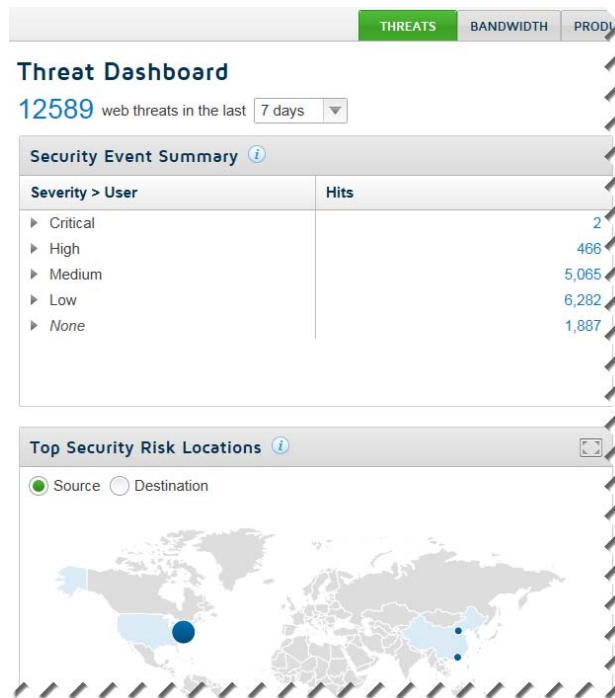 THREATS BANDWIDTH
Threat Dashboard
12589 web threats in the last 7 days
Security Event Summary
Severity > User Hits
Critical 2
High 466
Medium 5,065
Low 6,282
None 1,887
Top Security Risk Locations
Source Destination